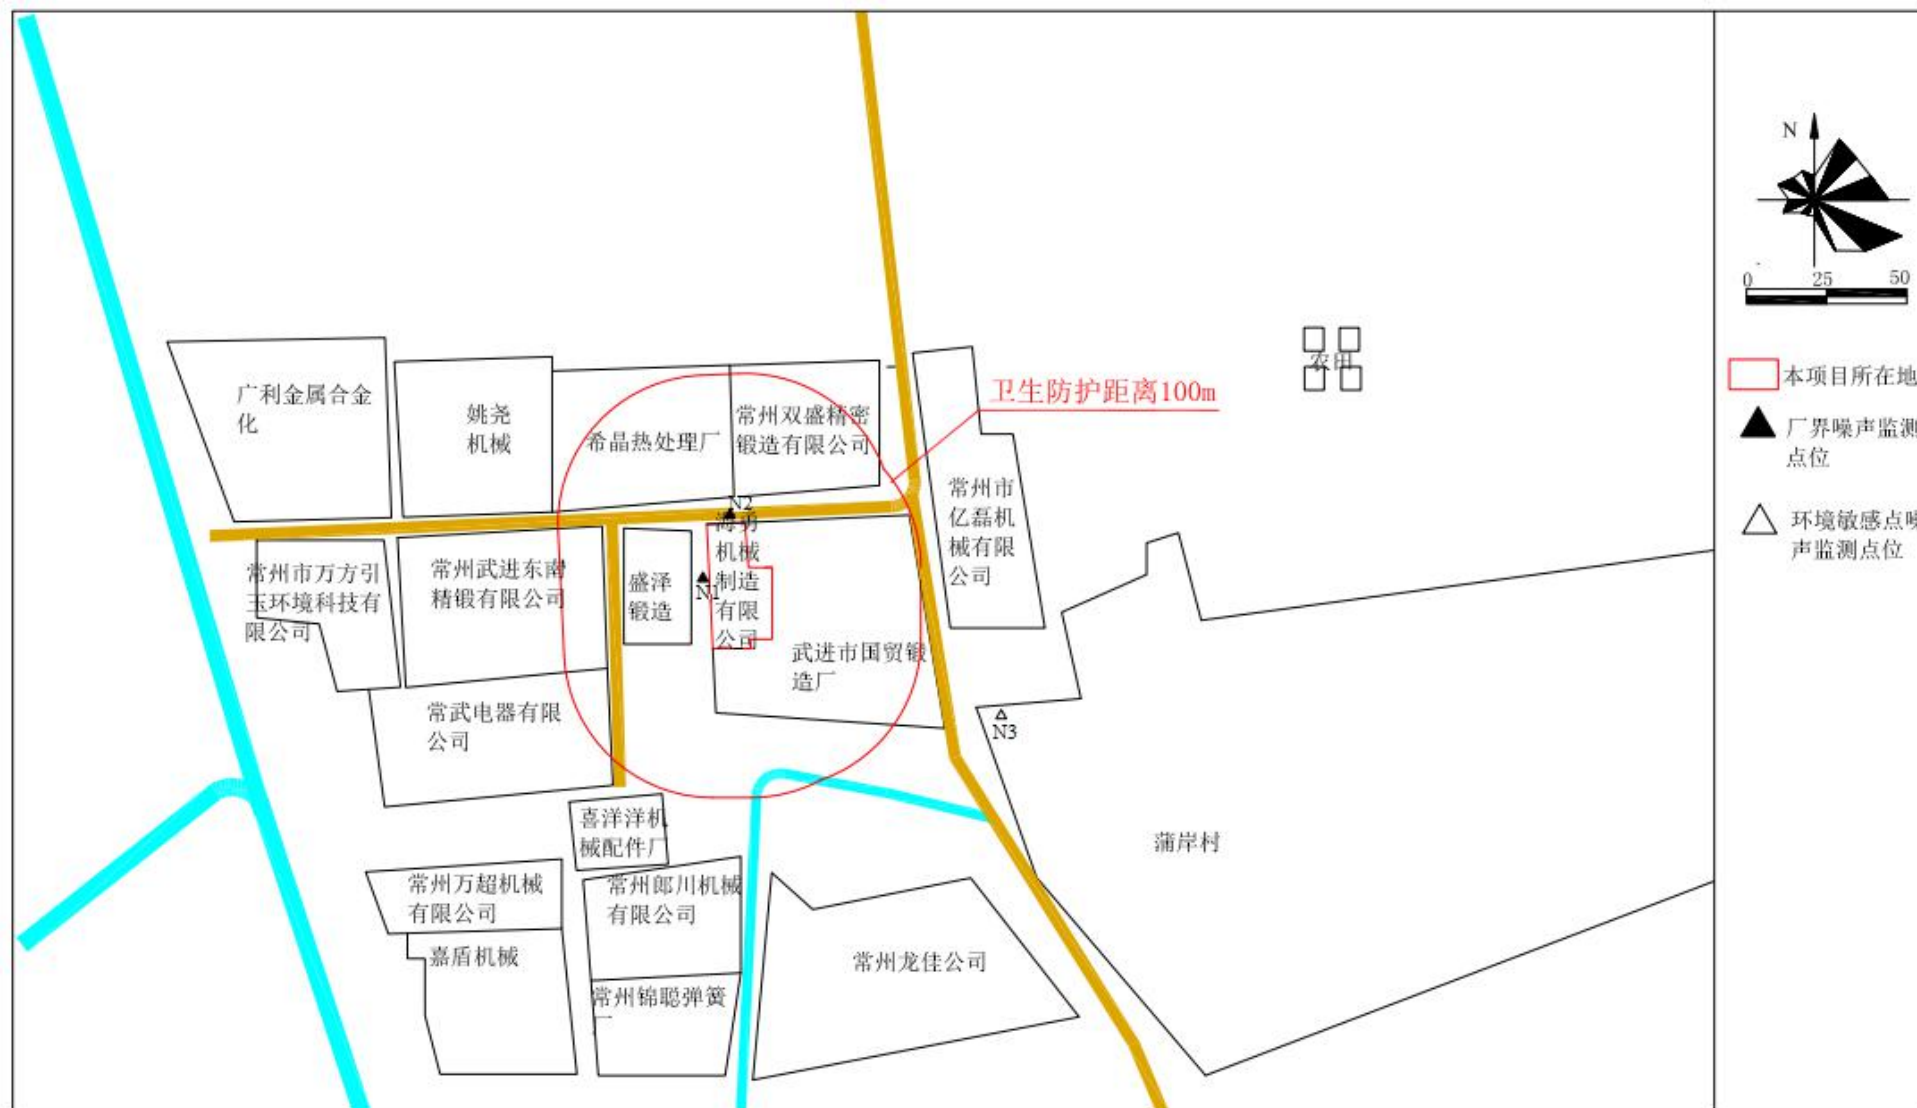 N
0 25 50
农田
本项目所在地
卫生防护距离100m
广利金属合金
化
姚尧
机械
希晶热处理厂
常州双盛精密
锻造有限公司
厂界噪声监测
点位
常州市
亿磊机
械有限
公司
环境敏感点噪
声监测点位
N2
海勇
机械
制造
有限
公司
N1
盛泽
锻造
常州武进东南
精锻有限公司
常州市万方引
玉环境科技有
限公司
武进市国贸锻
造厂
常武电器有限
公司
N3
喜洋洋机
械配件厂
蒲岸村
常州万超机械
有限公司
常州郎川机械
有限公司
嘉盾机械
常州龙佳公司
常州锦聪弹簧
厂